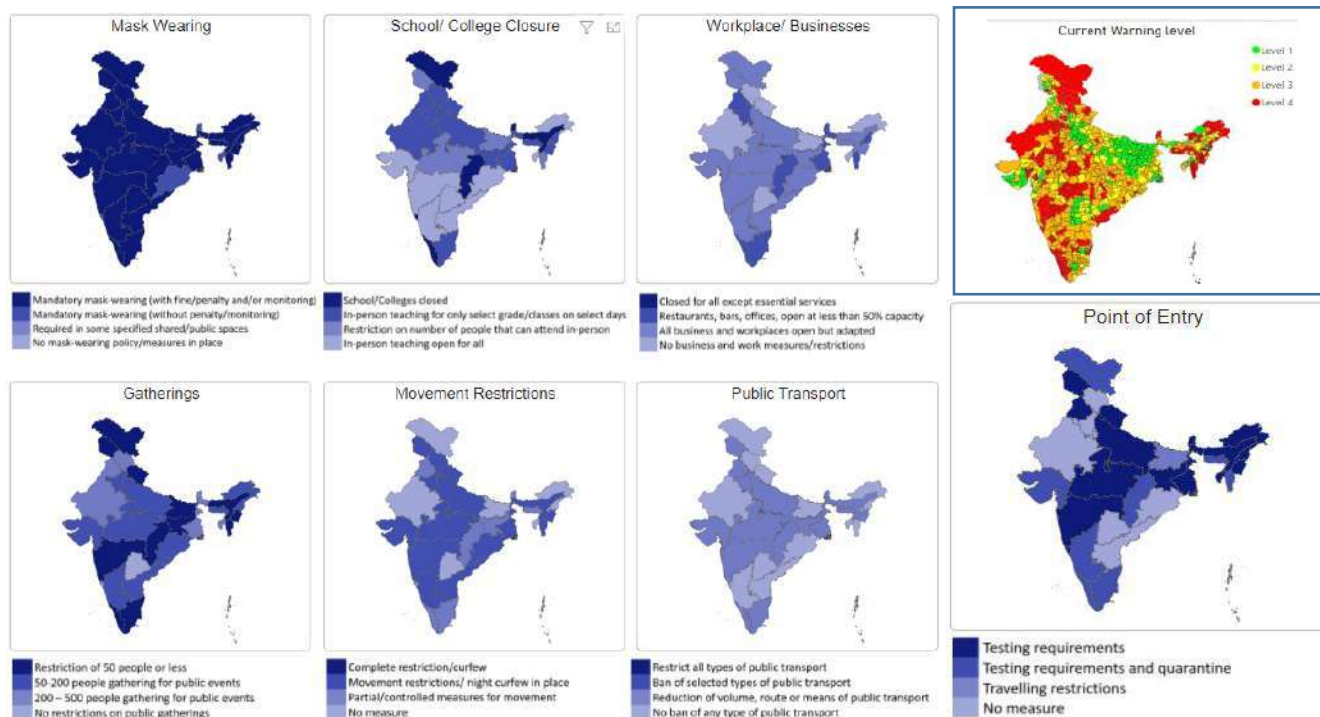 Mask Wearing
School/ College Closure
Workplace/ Businesses
Current Warning level
Level 1
Level 2
Level 3
Level 4
Mandatory mask-wearing (with fine/penalty and/or monitoring)
Mandatory mask-wearing (without penalty/monitoring)
Required in some specified shared/public spaces
No mask-wearing policy/measures in place
School/Colleges closed
In-person teaching for only select grade/classes on select days
Restriction on number of people that can attend in-person
In-person teaching open for all
Closed for all except essential services
Restaurants, bars, offices, open at less than 50% capacity
All business and workplaces open but adapted
No business and work measures/restrictions
Point of Entry
Gatherings
Movement Restrictions
Public Transport
Restriction of 50 people or less
50-200 people gathering for public events
200 – 500 people gathering for public events
No restrictions on public gatherings
Complete restriction/curfew
Movement restrictions/ night curfew in place
Partial/controlled measures for movement
No measure
Restrict all types of public transport
Ban of selected types of public transport
Reduction of volume, route or means of public transport
No ban of any type of public transport
Testing requirements
Testing requirements and quarantine
Travelling restrictions
No measure